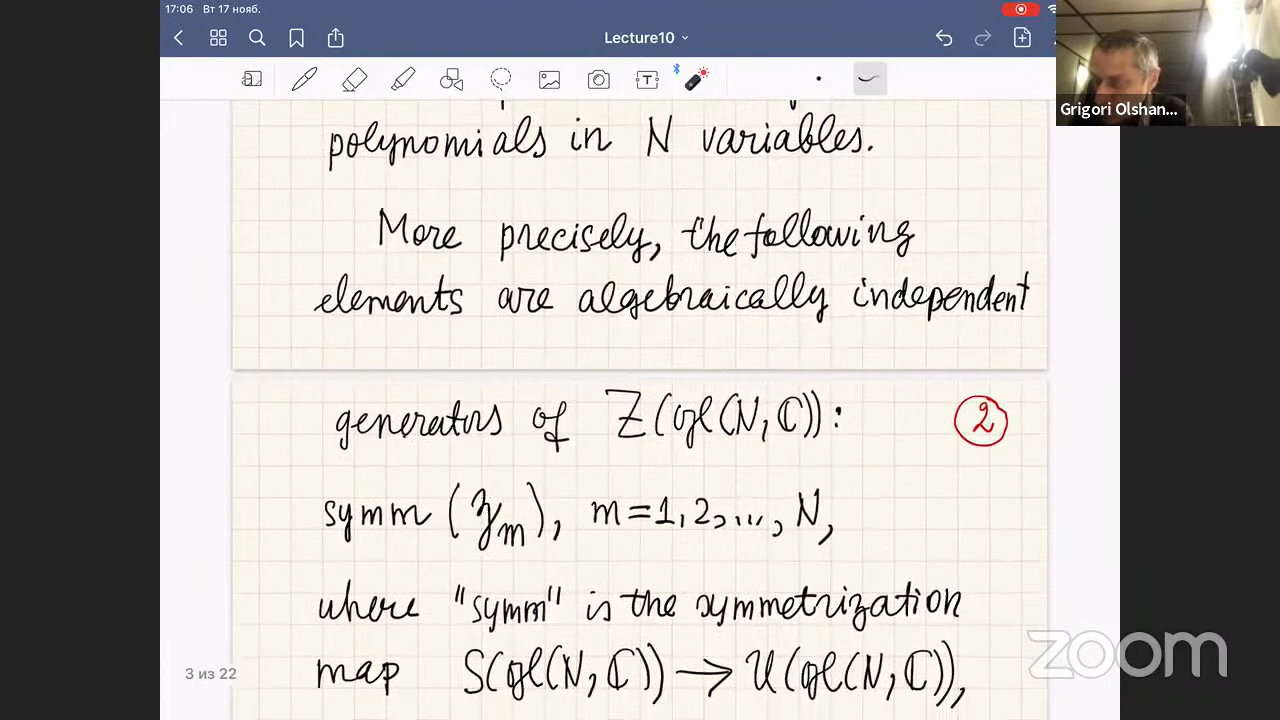 17:06 Вт 17 нояб.
Lecture10
Grigori Olshan...
polynomials in N variables.
More precisely, the following
elements are algebraically independent
generators of Z(gl(N,ℂ)): 2
symm (z_m), m=1,2,...,N,
where "symm" is the symmetrization
map S(gl(N,ℂ)) → U(gl(N,ℂ)),
3 из 22
zoom